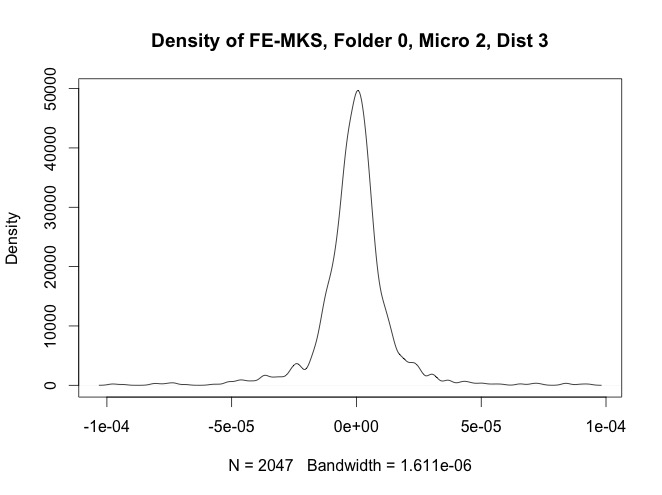 Density of FE-MKS, Folder 0, Micro 2, Dist 3
Density
50000
40000
30000
20000
10000
0
-1e-04 -5e-05 0e+00 5e-05 1e-04
N = 2047 Bandwidth = 1.611e-06